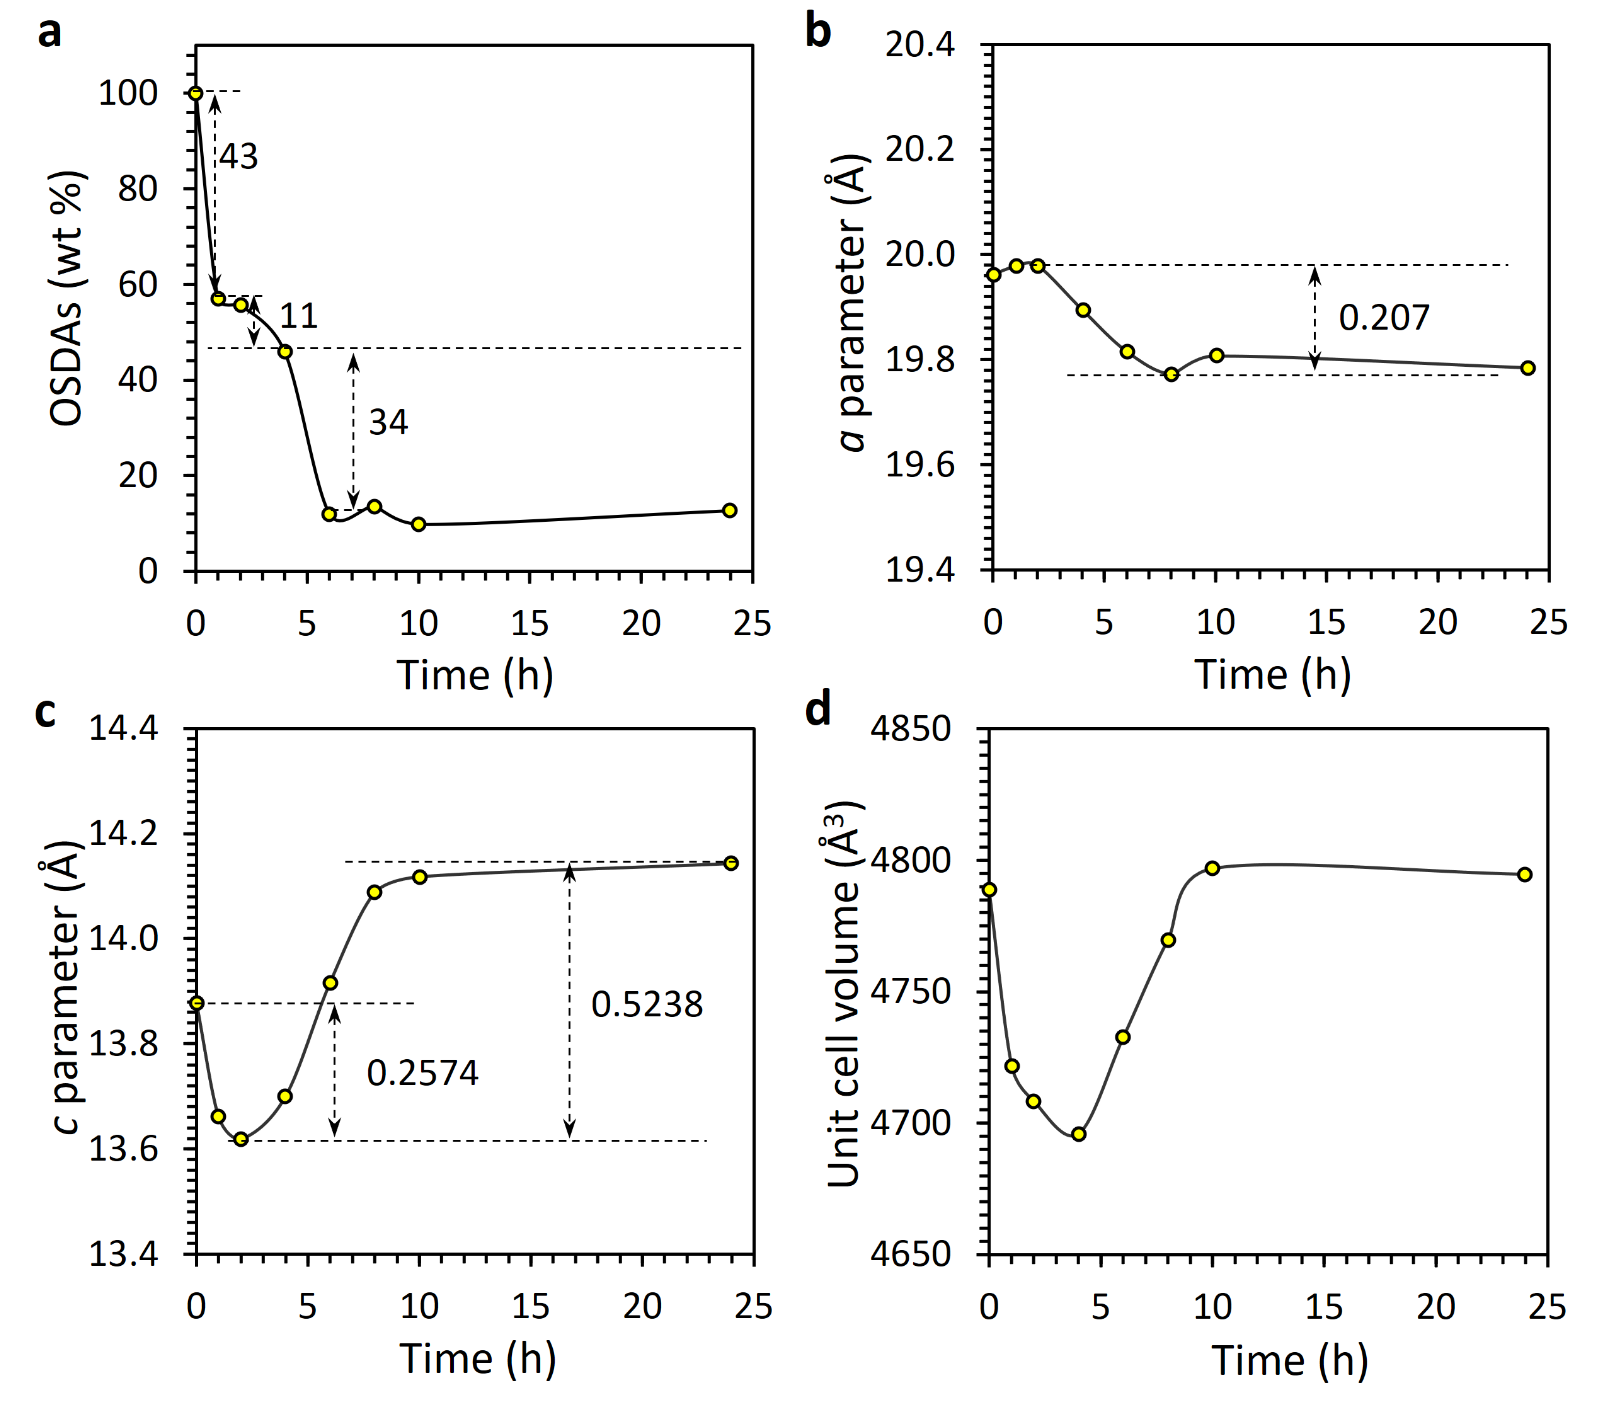 a
OSDAs (wt %)
100
80
60
40
20
0
43
11
34
0 5 10 15 20 25
Time (h)
b
a parameter (Å)
20.4
20.2
20.0
19.8
19.6
19.4
0.207
0 5 10 15 20 25
Time (h)
c
c parameter (Å)
14.4
14.2
14.0
13.8
13.6
13.4
0.5238
0.2574
0 5 10 15 20 25
Time (h)
d
Unit cell volume (Å³)
4850
4800
4750
4700
4650
0 5 10 15 20 25
Time (h)